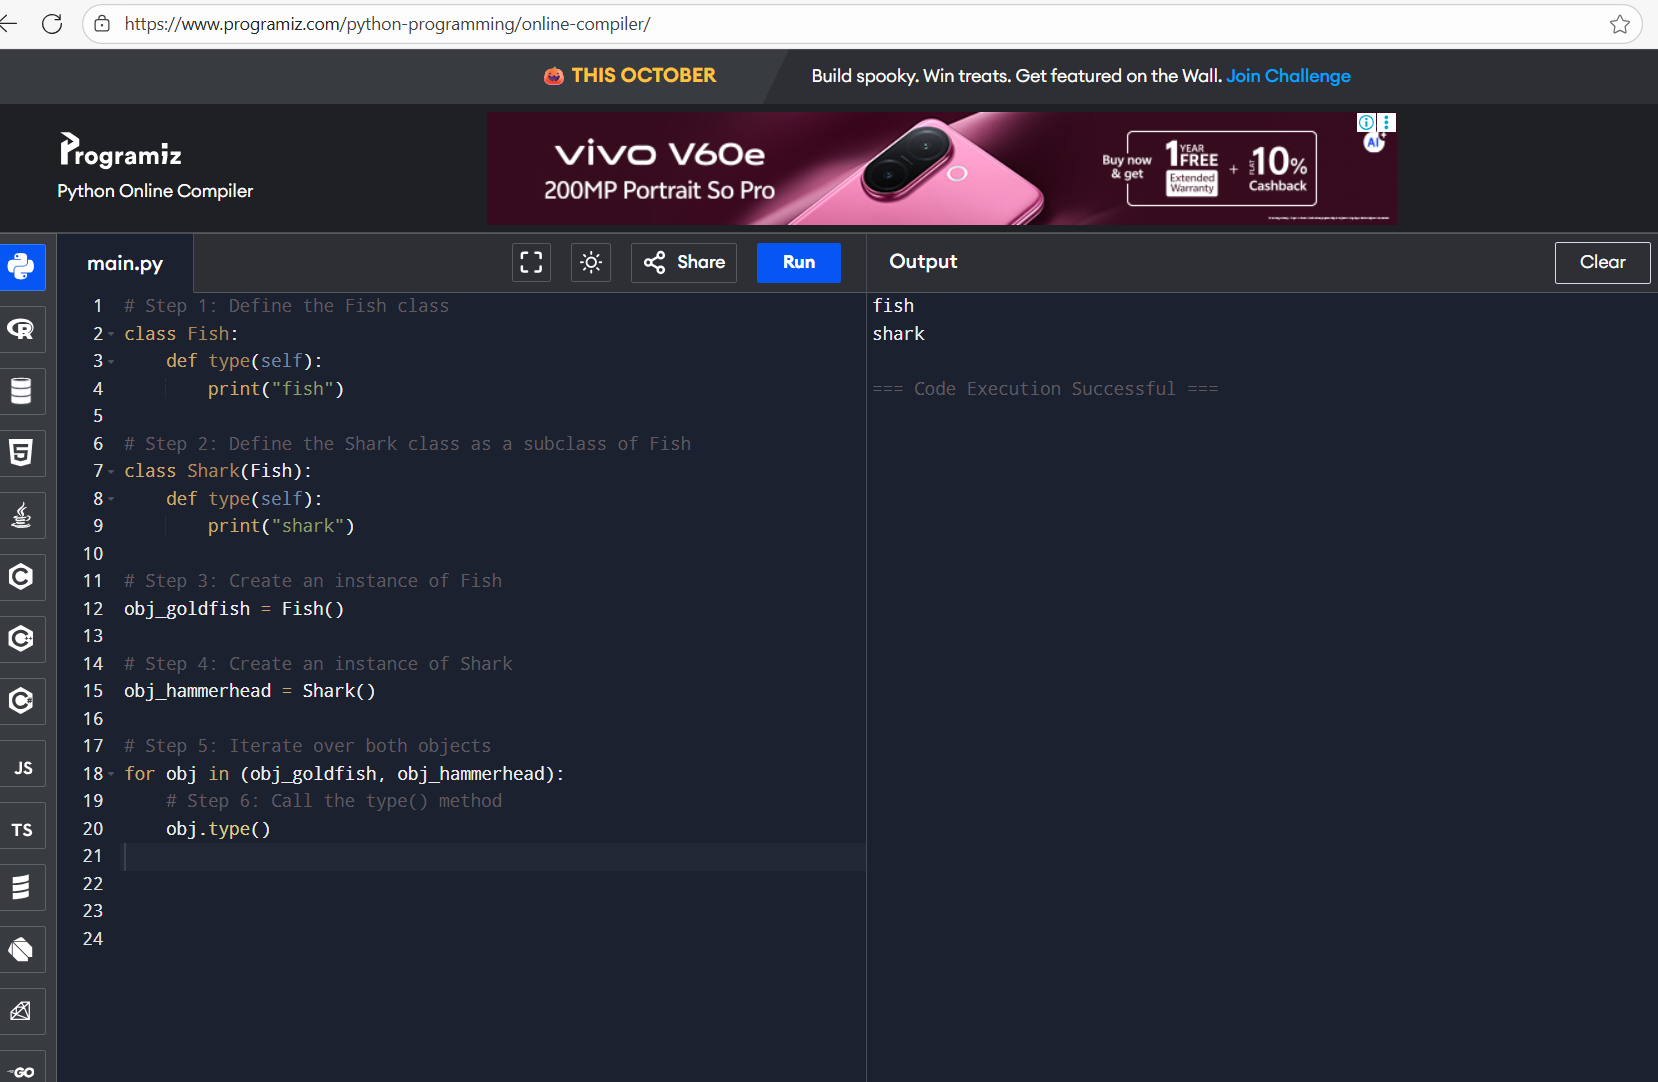 https://www.programiz.com/python-programming/online-compiler/
🎃 THIS OCTOBER
Build spooky. Win treats. Get featured on the Wall. Join Challenge
Programiz
Python Online Compiler
vivo V60e
200MP Portrait So Pro
Buy now
& get
1 YEAR
FREE
Extended
Warranty
+
FLAT
10%
Cashback
AI
main.py
Share
Run
Output
Clear
1 # Step 1: Define the Fish class
2 class Fish:
3     def type(self):
4         print("fish")
5
6 # Step 2: Define the Shark class as a subclass of Fish
7 class Shark(Fish):
8     def type(self):
9         print("shark")
10
11 # Step 3: Create an instance of Fish
12 obj_goldfish = Fish()
13
14 # Step 4: Create an instance of Shark
15 obj_hammerhead = Shark()
16
17 # Step 5: Iterate over both objects
18 for obj in (obj_goldfish, obj_hammerhead):
19     # Step 6: Call the type() method
20     obj.type()
21
22
23
24
fish
shark
=== Code Execution Successful ===
R
5
C
C++
C#
JS
TS
GO